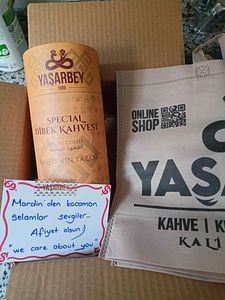 YAŞARBEY
SPECIAL
DİBEK KAHVESİ
YAŞARBEY
Mardin'den kocaman
selamlar sevgiler...
Afiyet olsun:)
"we care about you"
ONLINE
SHOP
YAŞA
KAHVE | K
KALİ